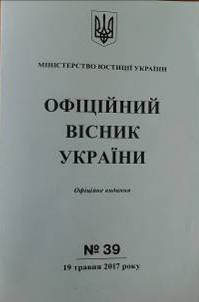 МІНІСТЕРСТВО ЮСТИЦІЇ УКРАЇНИ
ОФІЦІЙНИЙ
ВІСНИК
УКРАЇНИ
Офіційне видання
№ 39
19 травня 2017 року